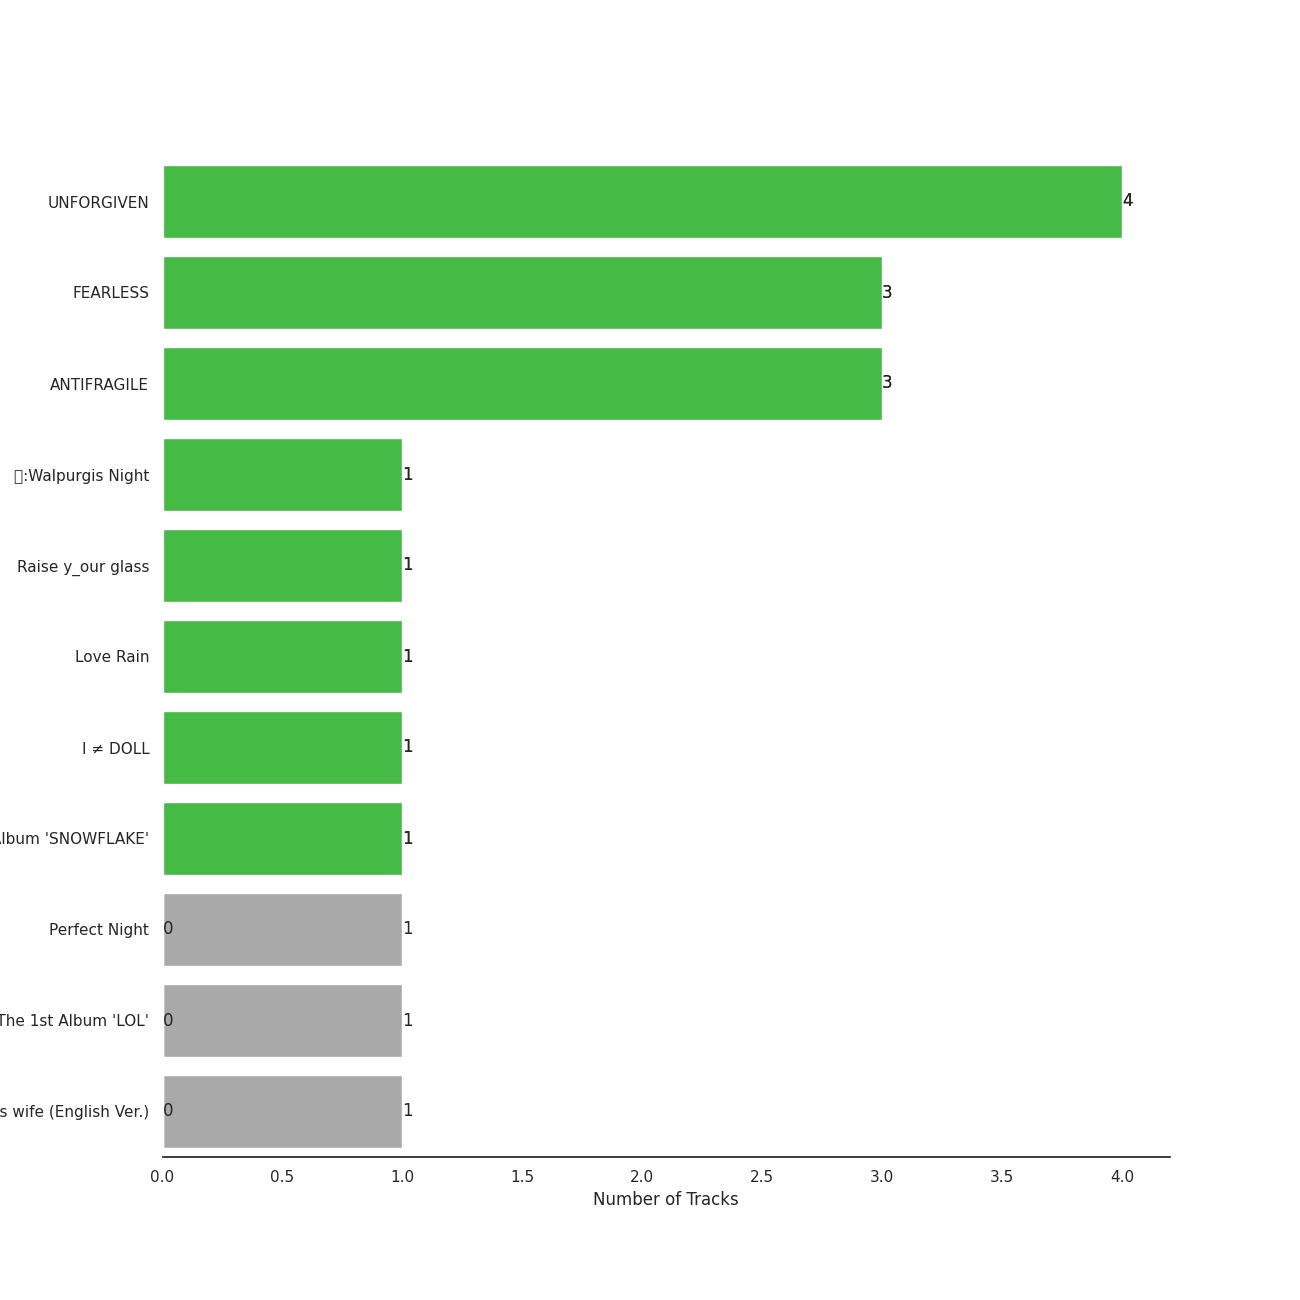 UNFORGIVEN 4
FEARLESS 3
ANTIFRAGILE 3
:Walpurgis Night 1
Raise y_our glass 1
Love Rain 1
I ≠ DOLL 1
Album 'SNOWFLAKE' 1
Perfect Night 0 1
The 1st Album 'LOL' 0 1
s wife (English Ver.) 0 1
0.0 0.5 1.0 1.5 2.0 2.5 3.0 3.5 4.0
Number of Tracks